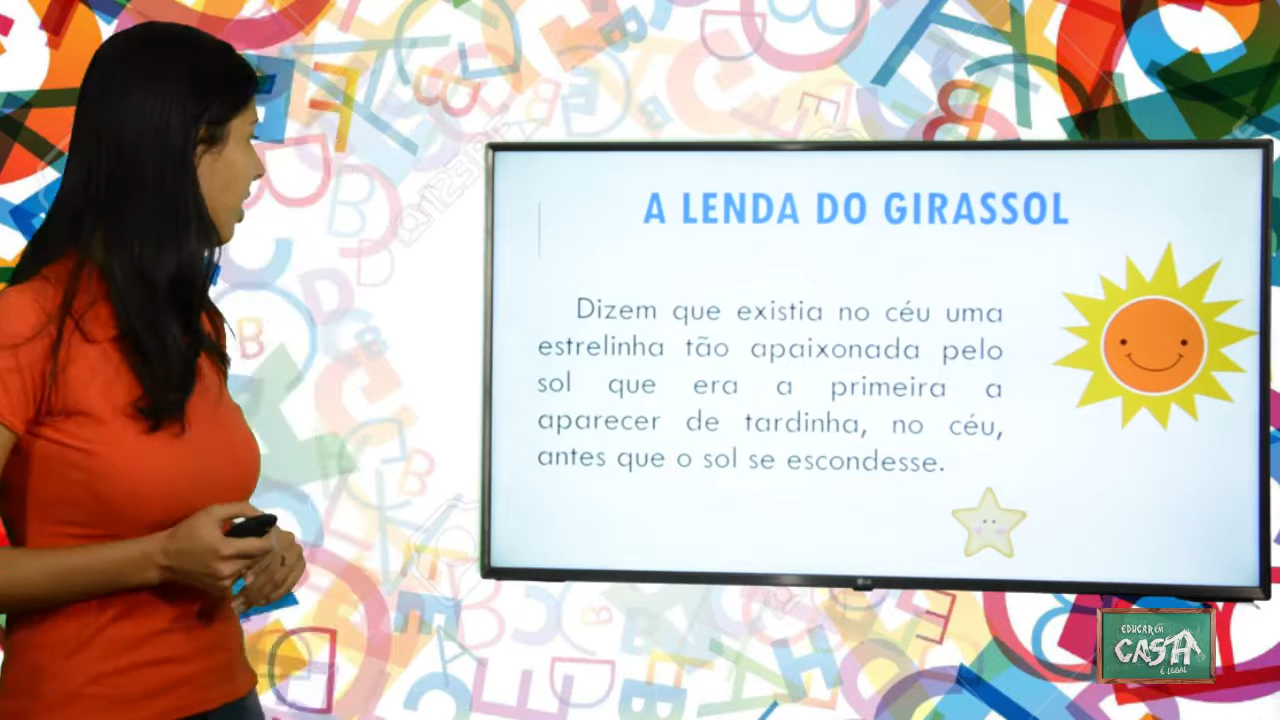 A LENDA DO GIRASSOL
Dizem que existia no céu uma
estrelinha tão apaixonada pelo
sol que era a primeira a
aparecer de tardinha, no céu,
antes que o sol se escondesse.
LG
EDUCAR EM
CASA
É LEGAL